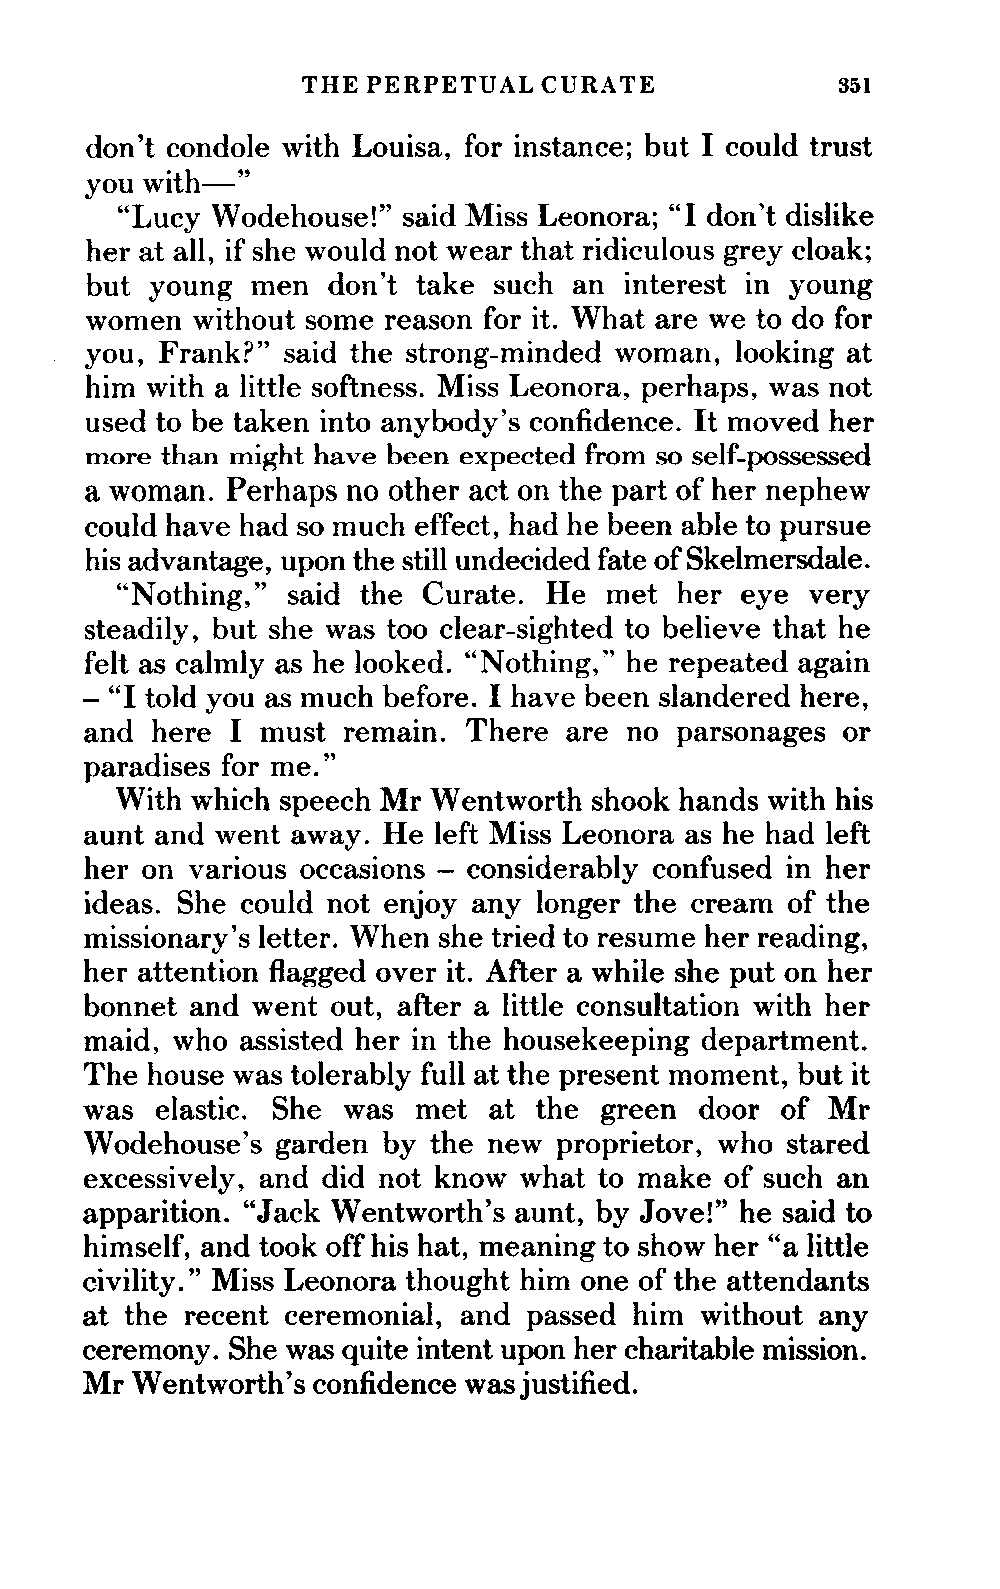 THE PERPETUAL CURATE 351
don't condole with Louisa, for instance; but I could trust
you with—”
“Lucy Wodehouse!” said Miss Leonora; “I don't dislike
her at all, if she would not wear that ridiculous grey cloak;
but young men don't take such an interest in young
women without some reason for it. What are we to do for
you, Frank?” said the strong-minded woman, looking at
him with a little softness. Miss Leonora, perhaps, was not
used to be taken into anybody's confidence. It moved her
more than might have been expected from so self-possessed
a woman. Perhaps no other act on the part of her nephew
could have had so much effect, had he been able to pursue
his advantage, upon the still undecided fate of Skelmersdale.
“Nothing,” said the Curate. He met her eye very
steadily, but she was too clear-sighted to believe that he
felt as calmly as he looked. “Nothing,” he repeated again
– “I told you as much before. I have been slandered here,
and here I must remain. There are no parsonages or
paradises for me.”
With which speech Mr Wentworth shook hands with his
aunt and went away. He left Miss Leonora as he had left
her on various occasions – considerably confused in her
ideas. She could not enjoy any longer the cream of the
missionary's letter. When she tried to resume her reading,
her attention flagged over it. After a while she put on her
bonnet and went out, after a little consultation with her
maid, who assisted her in the housekeeping department.
The house was tolerably full at the present moment, but it
was elastic. She was met at the green door of Mr
Wodehouse's garden by the new proprietor, who stared
excessively, and did not know what to make of such an
apparition. “Jack Wentworth's aunt, by Jove!” he said to
himself, and took off his hat, meaning to show her “a little
civility.” Miss Leonora thought him one of the attendants
at the recent ceremonial, and passed him without any
ceremony. She was quite intent upon her charitable mission.
Mr Wentworth's confidence was justified.